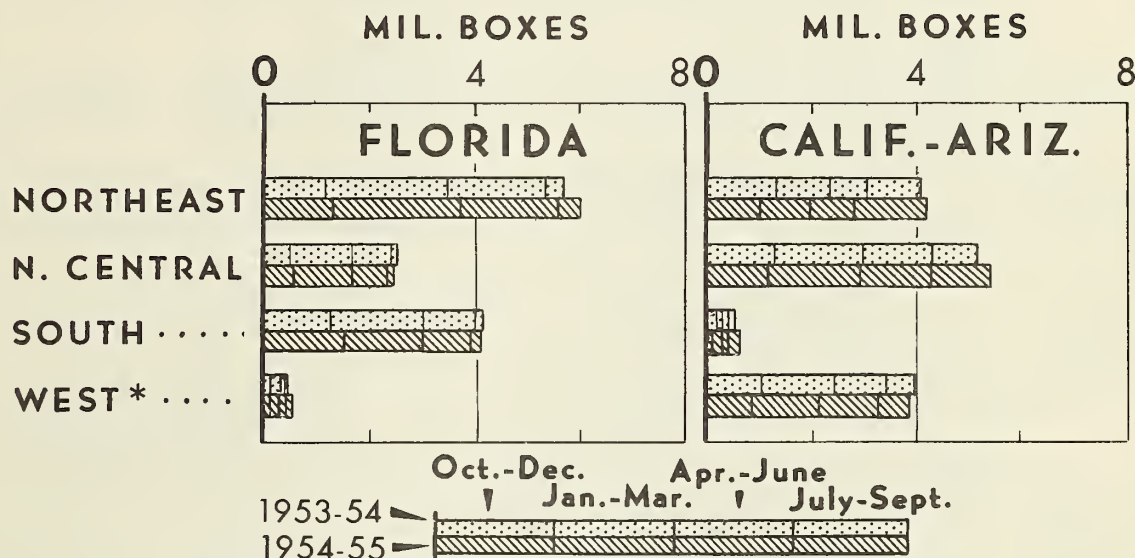 MIL. BOXES MIL. BOXES
0 4 8 0 4 8
FLORIDA CALIF.-ARIZ.
NORTHEAST
N. CENTRAL
SOUTH .....
WEST* ....
Oct.-Dec. Apr.-June
Jan.-Mar. July-Sept.
1953-54
1954-55